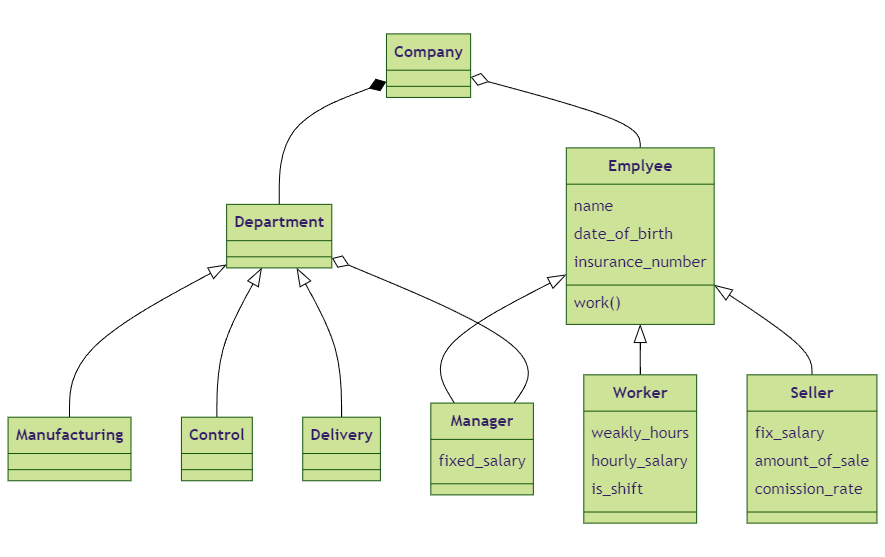 Company
Emplyee
name
date_of_birth
insurance_number
work()
Department
Manufacturing
Control
Delivery
Manager
fixed_salary
Worker
weakly_hours
hourly_salary
is_shift
Seller
fix_salary
amount_of_sale
comission_rate